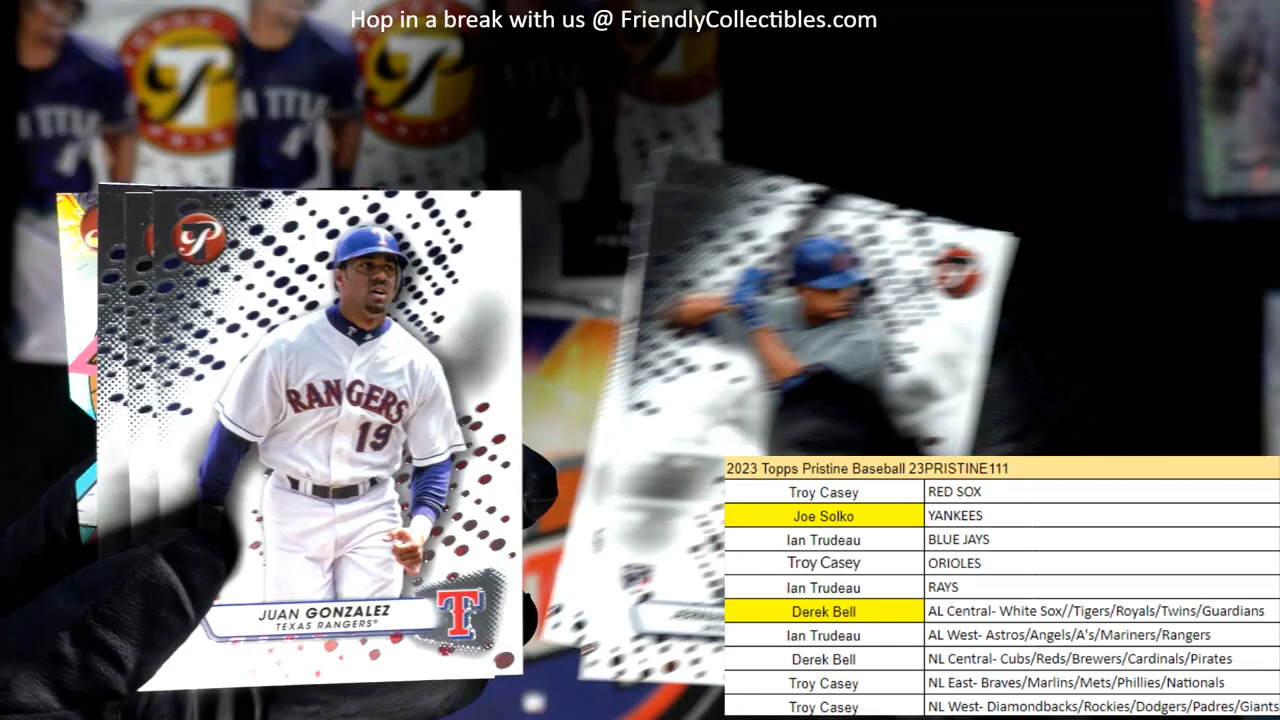 Hop in a break with us @ FriendlyCollectibles.com
RANGERS
19
JUAN GONZALEZ
TEXAS RANGERS®
T
2023 Topps Pristine Baseball 23PRISTINE111
Troy Casey RED SOX
Joe Solko YANKEES
Ian Trudeau BLUE JAYS
Troy Casey ORIOLES
Ian Trudeau RAYS
Derek Bell AL Central- White Sox//Tigers/Royals/Twins/Guardians
Ian Trudeau AL West- Astros/Angels/A's/Mariners/Rangers
Derek Bell NL Central- Cubs/Reds/Brewers/Cardinals/Pirates
Troy Casey NL East- Braves/Marlins/Mets/Phillies/Nationals
Troy Casey NL West- Diamondbacks/Rockies/Dodgers/Padres/Giants